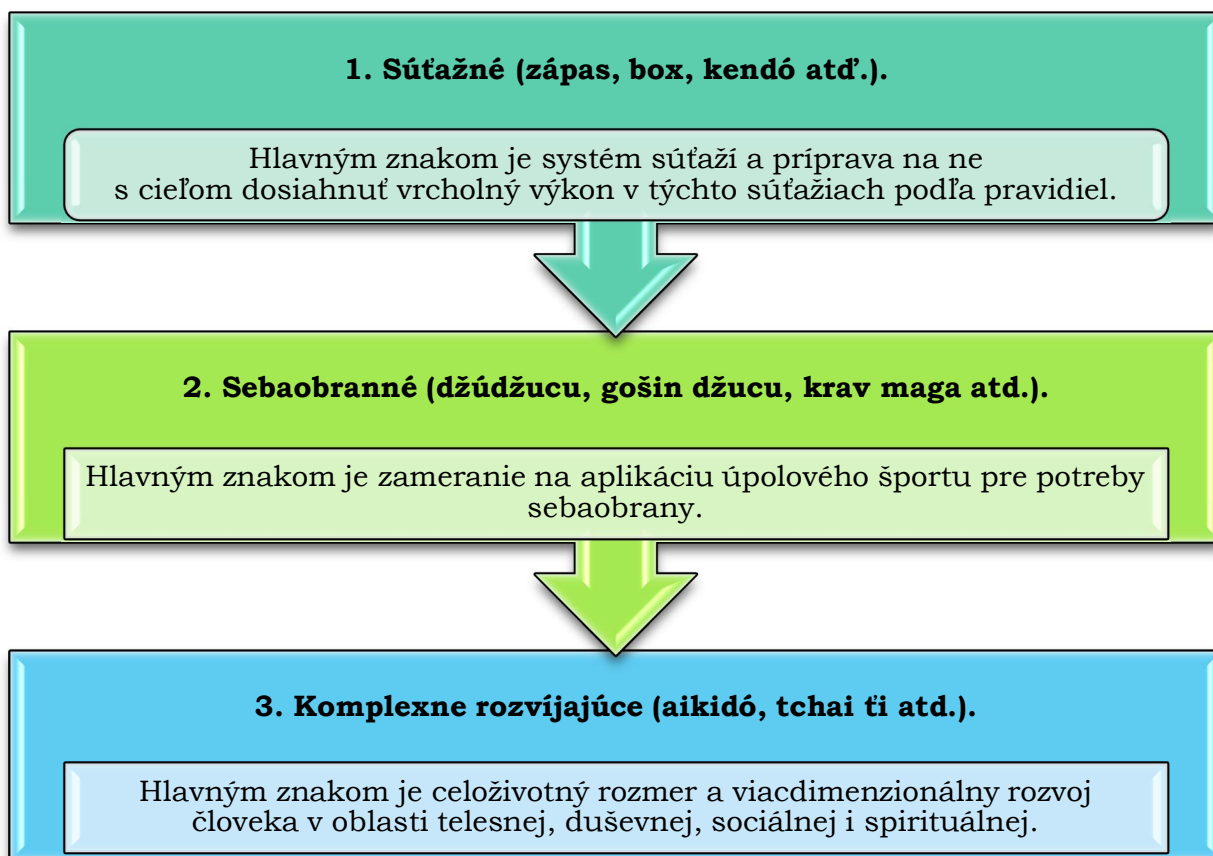 1. Súťažné (zápas, box, kendó atď.).
Hlavným znakom je systém súťaží a príprava na ne
s cieľom dosiahnuť vrcholný výkon v týchto súťažiach podľa pravidiel.
2. Sebaobranné (džúdžucu, gošin džucu, krav maga atd.).
Hlavným znakom je zameranie na aplikáciu úpolového športu pre potreby
sebaobrany.
3. Komplexne rozvíjajúce (aikidó, tchai ťi atd.).
Hlavným znakom je celoživotný rozmer a viacdimenzionálny rozvoj
človeka v oblasti telesnej, duševnej, sociálnej i spirituálnej.